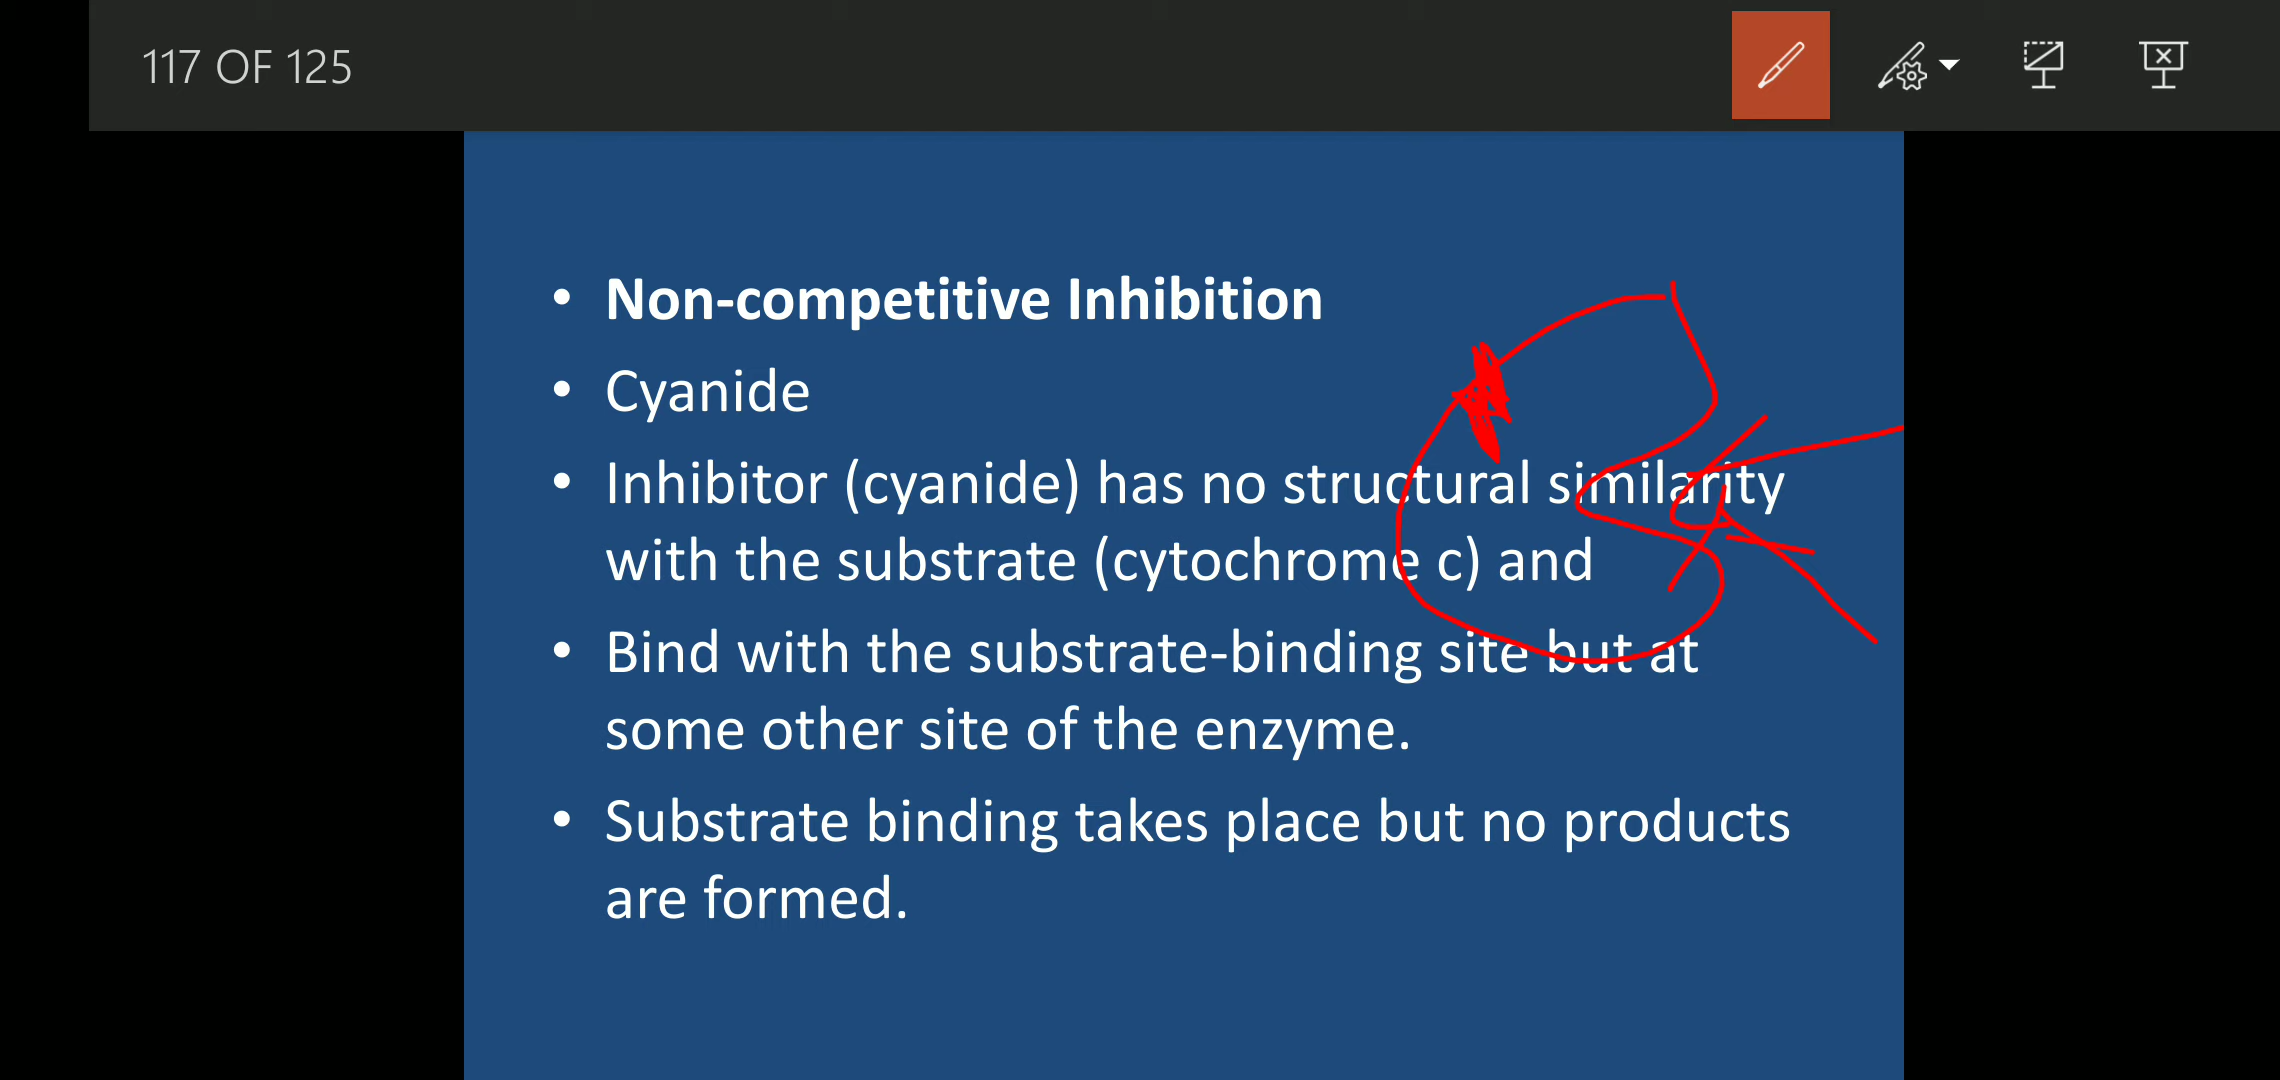 117 OF 125
• Non-competitive Inhibition
• Cyanide
• Inhibitor (cyanide) has no structural similarity
with the substrate (cytochrome c) and
• Bind with the substrate-binding site but at
some other site of the enzyme.
• Substrate binding takes place but no products
are formed.